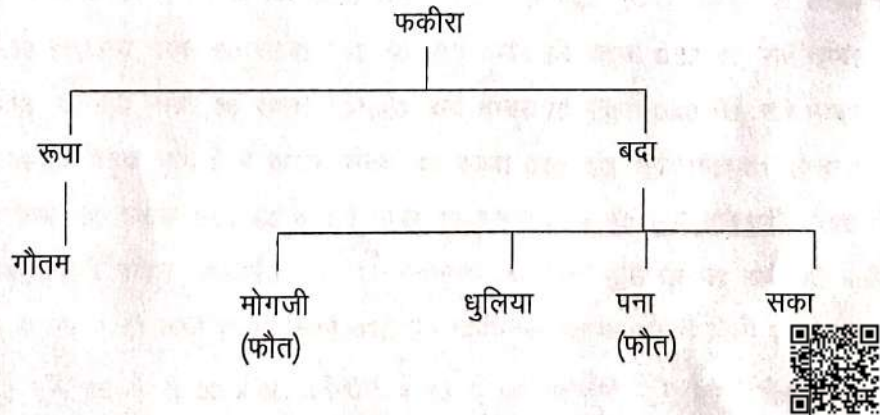 फकीरा
रूपा बदा
गौतम
मोगजी धुलिया पना सका
(फौत) (फौत)